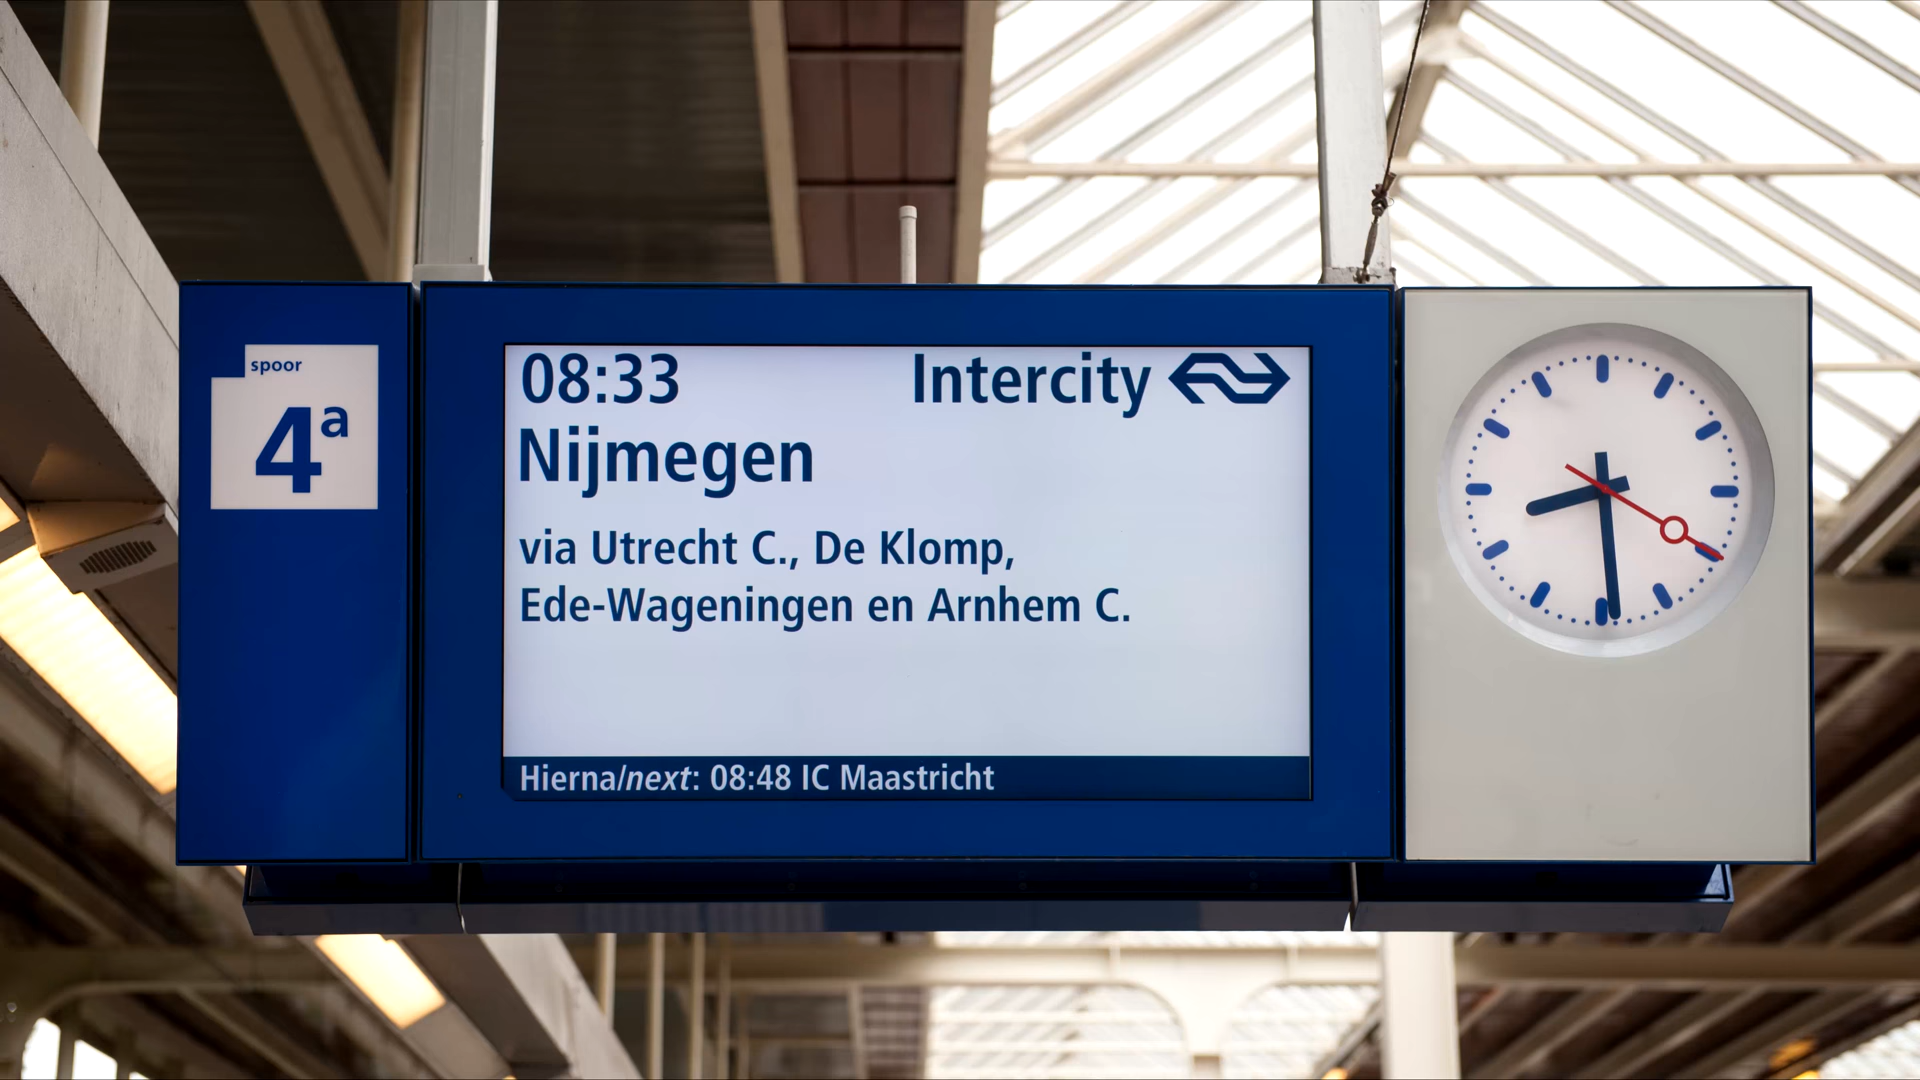 spoor
4a
08:33 Intercity
Nijmegen
via Utrecht C., De Klomp,
Ede-Wageningen en Arnhem C.
Hierna/next: 08:48 IC Maastricht